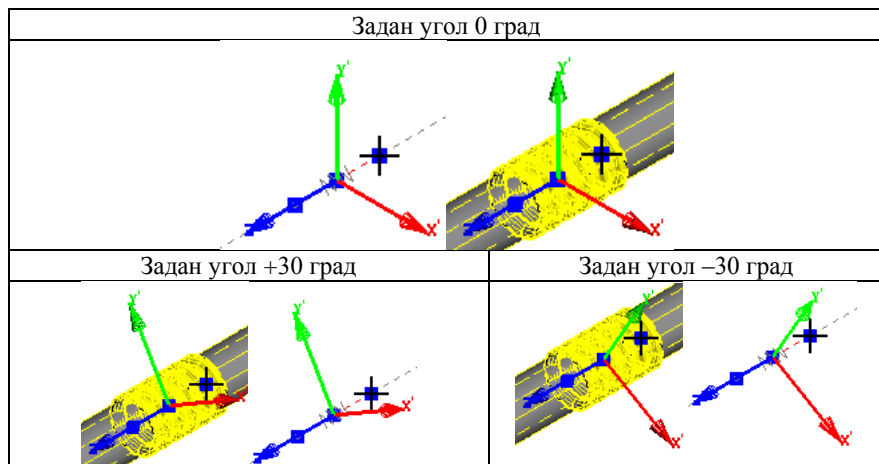 Задан угол 0 град
Y' Y'
X' X'
Задан угол +30 град
Задан угол –30 град
Y' Y' Y' Y'
X' X' X' X'